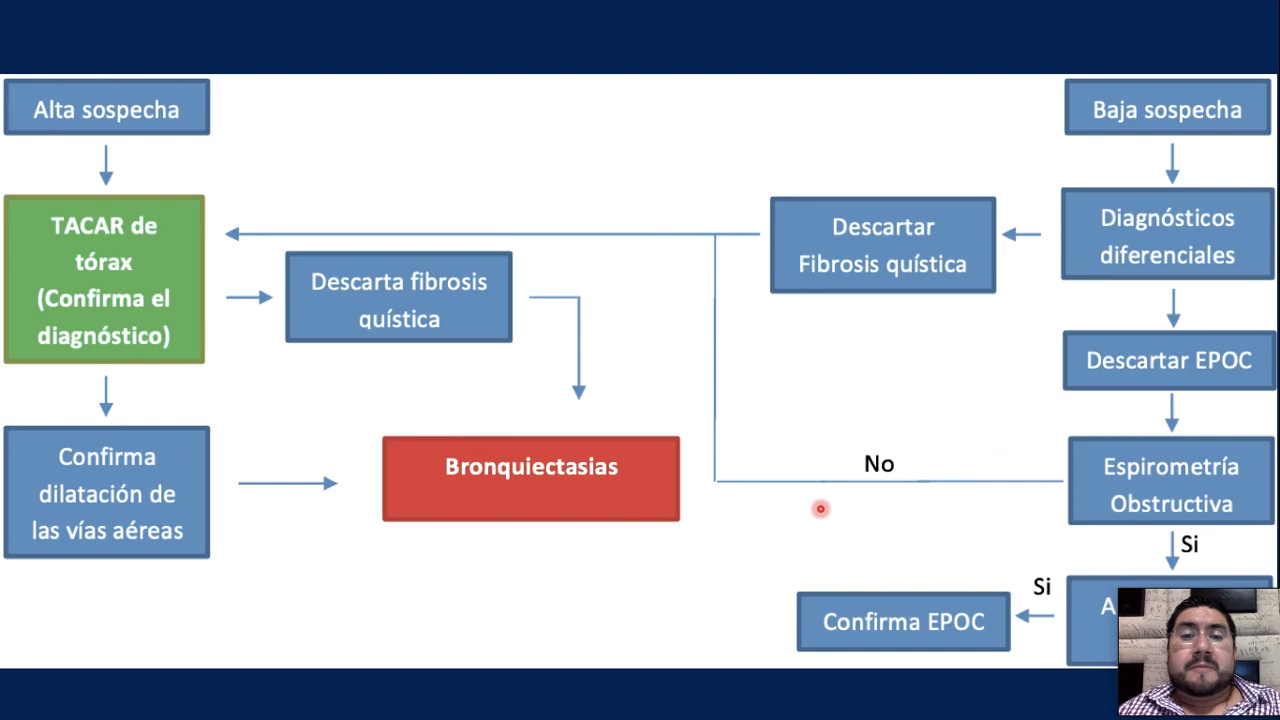 Alta sospecha
Baja sospecha
TACAR de
tórax
(Confirma el
diagnóstico)
Descarta fibrosis
quística
Descartar
Fibrosis quística
Diagnósticos
diferenciales
Descartar EPOC
Confirma
dilatación de
las vías aéreas
Bronquiectasias
No
Espirometría
Obstructiva
Si
Si
Confirma EPOC